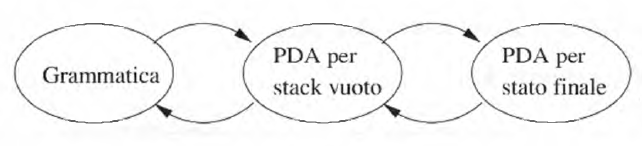 Grammatica
PDA per
stack vuoto
PDA per
stato finale